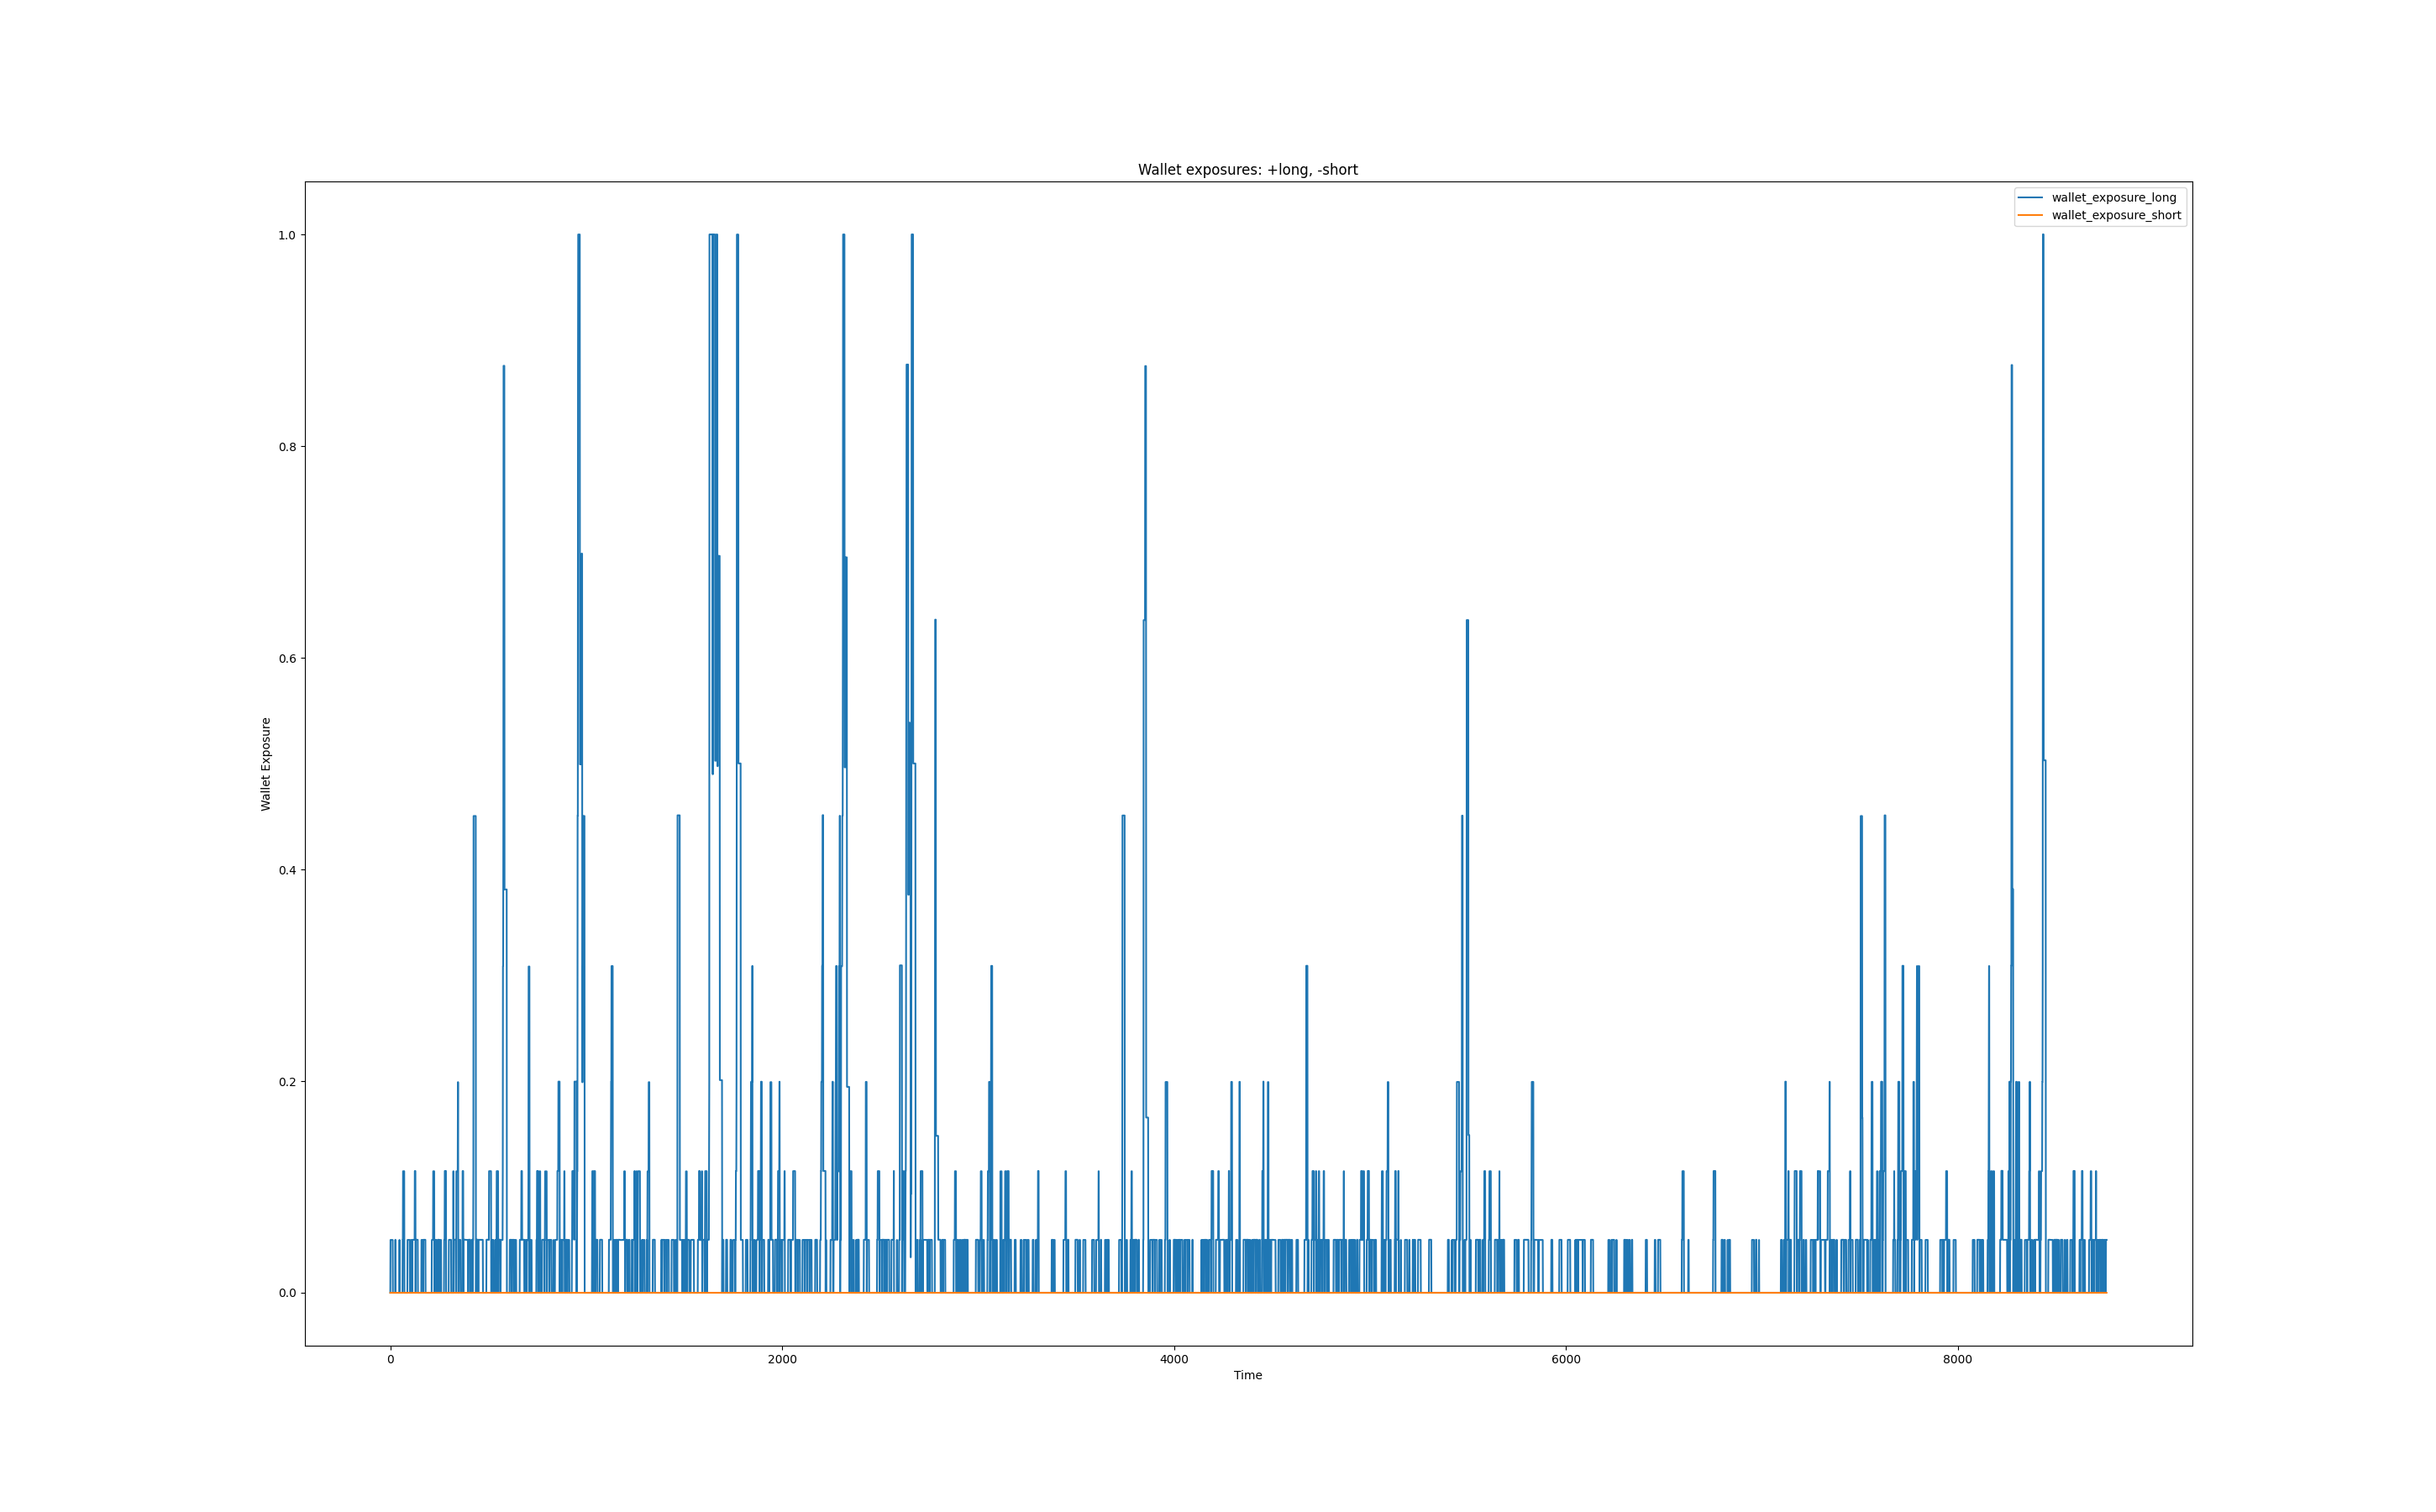 Wallet exposures: +long, -short
wallet_exposure_long
wallet_exposure_short
1.0
0.8
0.6
0.4
0.2
0.0
Wallet Exposure
0 2000 4000 6000 8000
Time